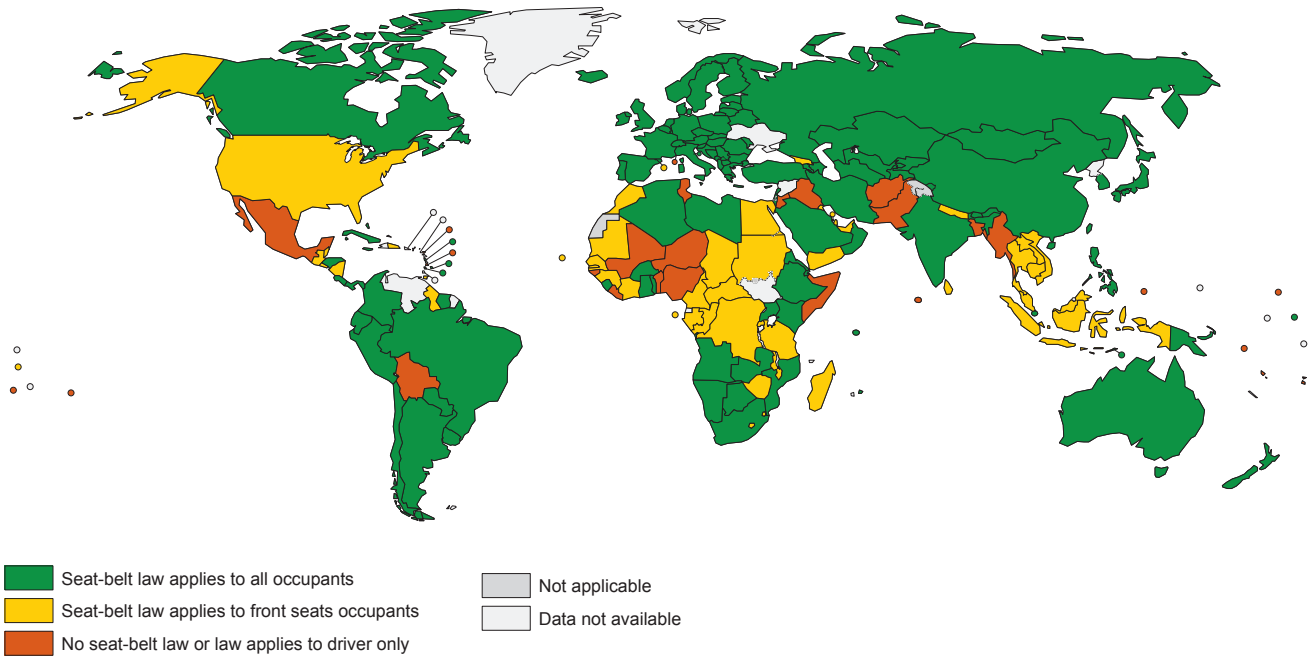 Seat-belt law applies to all occupants
Seat-belt law applies to front seats occupants
No seat-belt law or law applies to driver only
Not applicable
Data not available